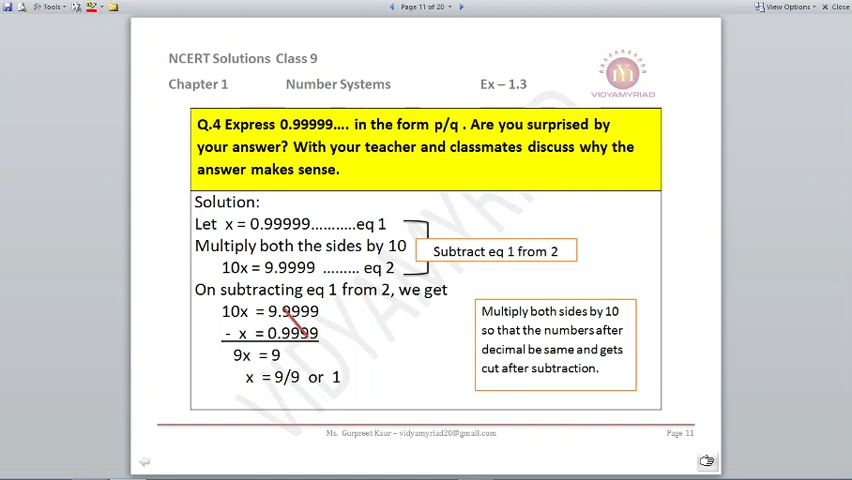 Tools
Page 11 of 20
View Options
Close
NCERT Solutions Class 9
Chapter 1 Number Systems Ex – 1.3
VIDYAMYRIAD
Q.4 Express 0.99999.... in the form p/q . Are you surprised by
your answer? With your teacher and classmates discuss why the
answer makes sense.
Solution:
Let x = 0.99999...........eq 1
Multiply both the sides by 10
10x = 9.9999 ......... eq 2
Subtract eq 1 from 2
On subtracting eq 1 from 2, we get
10x = 9.9999
- x = 0.9999
9x = 9
x = 9/9 or 1
Multiply both sides by 10
so that the numbers after
decimal be same and gets
cut after subtraction.
VIDYAMYRIAD
Ms. Gurpreet Kaur – vidyamyriad20@gmail.com
Page 11